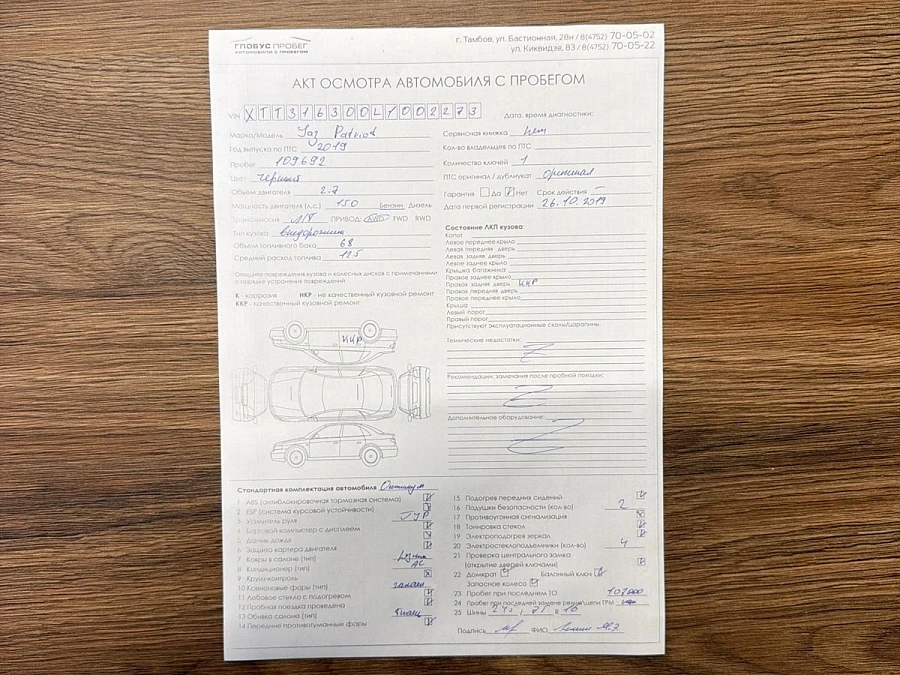 ГЛОБУС ПРОБЕГ
АВТОМОБИЛИ С ПРОБЕГОМ
г. Тамбов, ул. Бастионная, 28н / 8(4752) 70-05-02
ул. Киквидзе, 83 / 8(4752) 70-05-22
АКТ ОСМОТРА АВТОМОБИЛЯ С ПРОБЕГОМ
VIN XTT316300L1002273
Марка/Модель Уаз Patriot
Год выпуска по ПТС 2019
Пробег 109692
Цвет черный
Объем двигателя 2.7
Мощность двигателя (л.с.) 150 Бензин Дизель
Трансмиссия МТ ПРИВОД: 4WD FWD RWD
Тип кузова внедорожник
Объем топливного бака 68
Средний расход топлива 12.5
Опишите повреждения кузова и колесных дисков с примечаниями
о порядке устранения повреждений
К - коррозия НКР - не качественный кузовной ремонт
ККР - качественный кузовной ремонт
ККР
Дата, время диагностики:
Сервисная книжка нет
Кол-во владельцев по ПТС
Количество ключей 1
ПТС оригинал / дубликат оригинал
Гарантия Да Нет Срок действия —
Дата первой регистрации 26.10.2019
Состояние ЛКП кузова:
Капот
Левое переднее крыло
Левая передняя дверь
Левая задняя дверь
Левое заднее крыло
Крышка багажника
Правое заднее крыло
Правая задняя дверь ККР
Правая передняя дверь
Правое переднее крыло
Крыша
Левый порог
Правый порог
Присутствуют эксплуатационные сколы/царапины.
Технические недостатки:
Рекомендации, замечания после пробной поездки:
Дополнительное оборудование:
Стандартная комплектация автомобиля Оптимум
1 ABS (антиблокировочная тормозная система)
2 ESP (система курсовой устойчивости)
3 Усилитель руля ГУР
4 Бортовой компьютер с дисплеем
5 Датчик дождя
6 Защита картера двигателя
7 Ковры в салоне (тип)
8 Кондиционер (тип) AC
9 Круиз-контроль
10 Ксеноновые фары (тип) галоген
11 Лобовое стекло с подогревом
12 Пробная поездка проведена
13 Обивка салона (тип) ткань
14 Передние противотуманные фары
15 Подогрев передних сидений
16 Подушки безопасности (кол-во) 2
17 Противоугонная сигнализация
18 Тонировка стекол
19 Электроподогрев зеркал
20 Электростеклоподъемники (кол-во) 4
21 Проверка центрального замка
(открытие дверей ключами)
22 Домкрат Балонный ключ
Запасное колесо
23 Пробег при последнем ТО 107000
24 Пробег при последней замене ремня/цепи ГРМ
25 Шины
Подпись ФИО